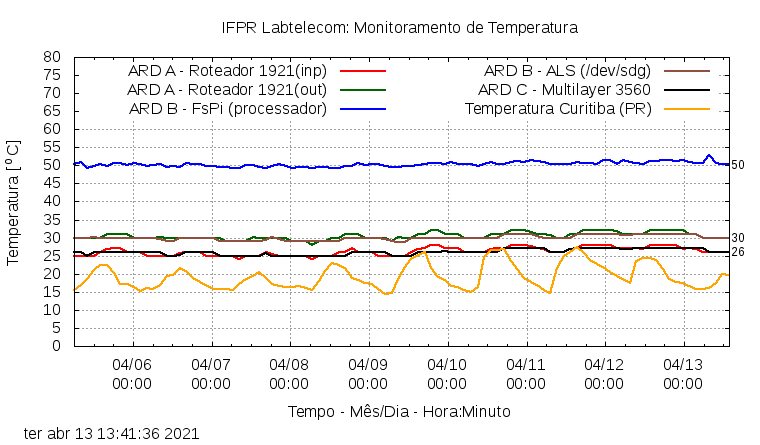 IFPR Labtelecom: Monitoramento de Temperatura
ARD A - Roteador 1921(inp)
ARD A - Roteador 1921(out)
ARD B - FsPi (processador)
ARD B - ALS (/dev/sdg)
ARD C - Multilayer 3560
Temperatura Curitiba (PR)
Temperatura [ºC]
80
75
70
65
60
55
50
45
40
35
30
25
20
15
10
5
0
50
30
26
04/06 04/07 04/08 04/09 04/10 04/11 04/12 04/13
00:00 00:00 00:00 00:00 00:00 00:00 00:00 00:00
Tempo - Mês/Dia - Hora:Minuto
ter abr 13 13:41:36 2021